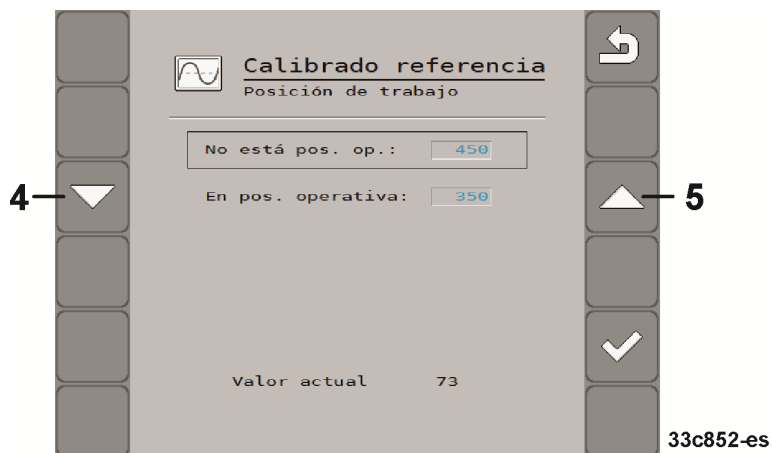 Calibrado referencia
Posición de trabajo
No está pos. op.: 450
4
5
En pos. operativa: 350
Valor actual 73
33c852-es